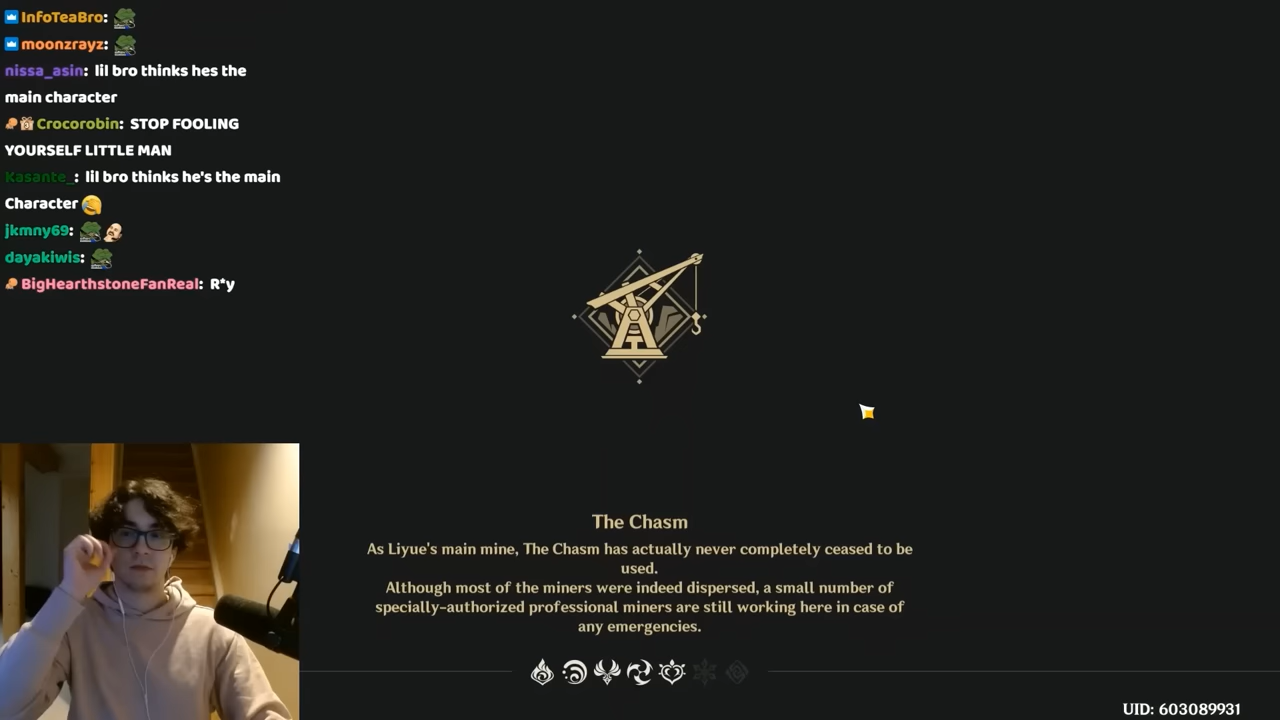 InfoTeaBro:
moonzrayz:
nissa_asin: lil bro thinks hes the
main character
Crocorobin: STOP FOOLING
YOURSELF LITTLE MAN
Kasante_: lil bro thinks he's the main
Character
jkmny69:
dayakiwis:
BigHearthstoneFanReal: R*y
The Chasm
As Liyue's main mine, The Chasm has actually never completely ceased to be
used.
Although most of the miners were indeed dispersed, a small number of
specially-authorized professional miners are still working here in case of
any emergencies.
UID: 603089931